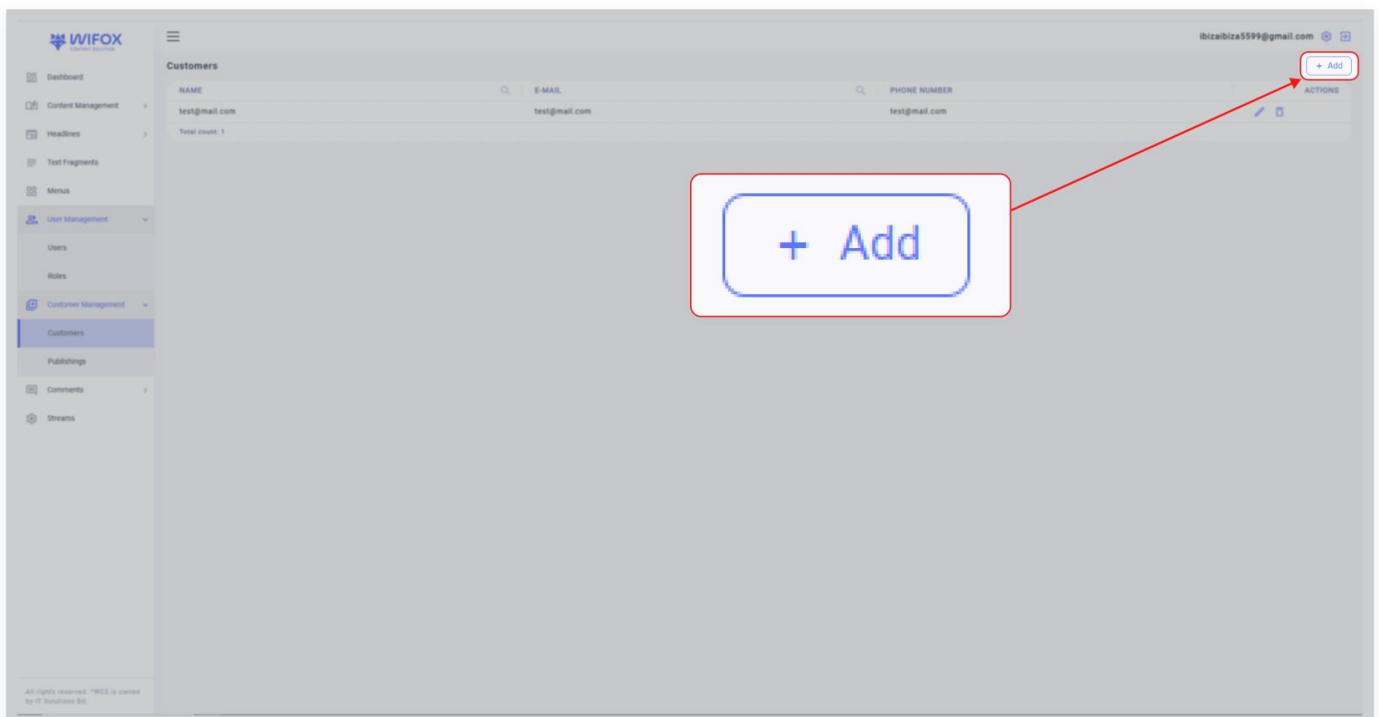 WIFOX
CONTENT SOLUTION
ibizaibiza5599@gmail.com
Customers
+ Add
NAME E-MAIL PHONE NUMBER ACTIONS
test@mail.com test@mail.com test@mail.com
Total count: 1
+ Add
Dashboard
Content Management
Headlines
Text Fragments
Menus
User Management
Users
Roles
Customer Management
Customers
Publishings
Comments
Streams
All rights reserved. *WCS is owned
by IT Solutions BG.